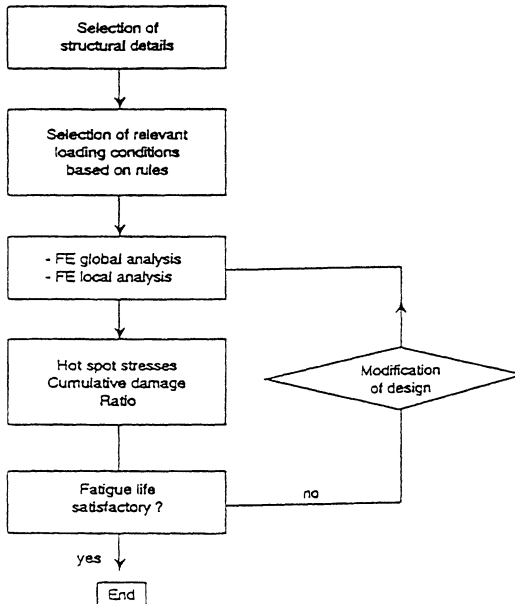 Selection of
structural details
Selection of relevant
loading conditions
based on rules
- FE global analysis
- FE local analysis
Hot spot stresses
Cumulative damage
Ratio
Modification
of design
Fatigue life
satisfactory ?
no
yes
End